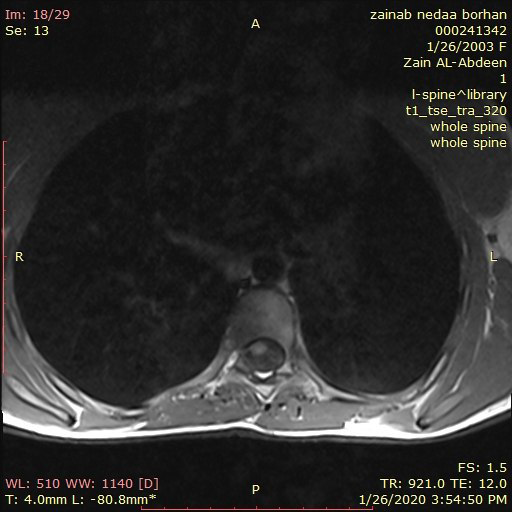 Im: 18/29
Se: 13
A
zainab nedaa borhan
000241342
1/26/2003 F
Zain AL-Abdeen
1
l-spine^library
t1_tse_tra_320
whole spine
whole spine
R
L
WL: 510 WW: 1140 [D]
T: 4.0mm L: -80.8mm*
P
FS: 1.5
TR: 921.0 TE: 12.0
1/26/2020 3:54:50 PM